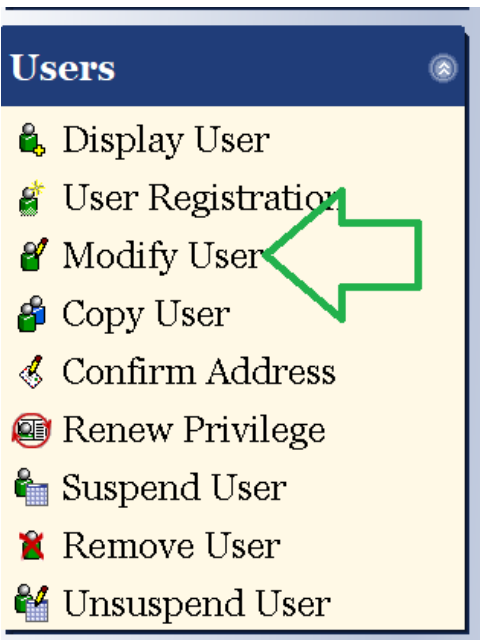 Users
Display User
User Registration
Modify User
Copy User
Confirm Address
Renew Privilege
Suspend User
Remove User
Unsuspend User